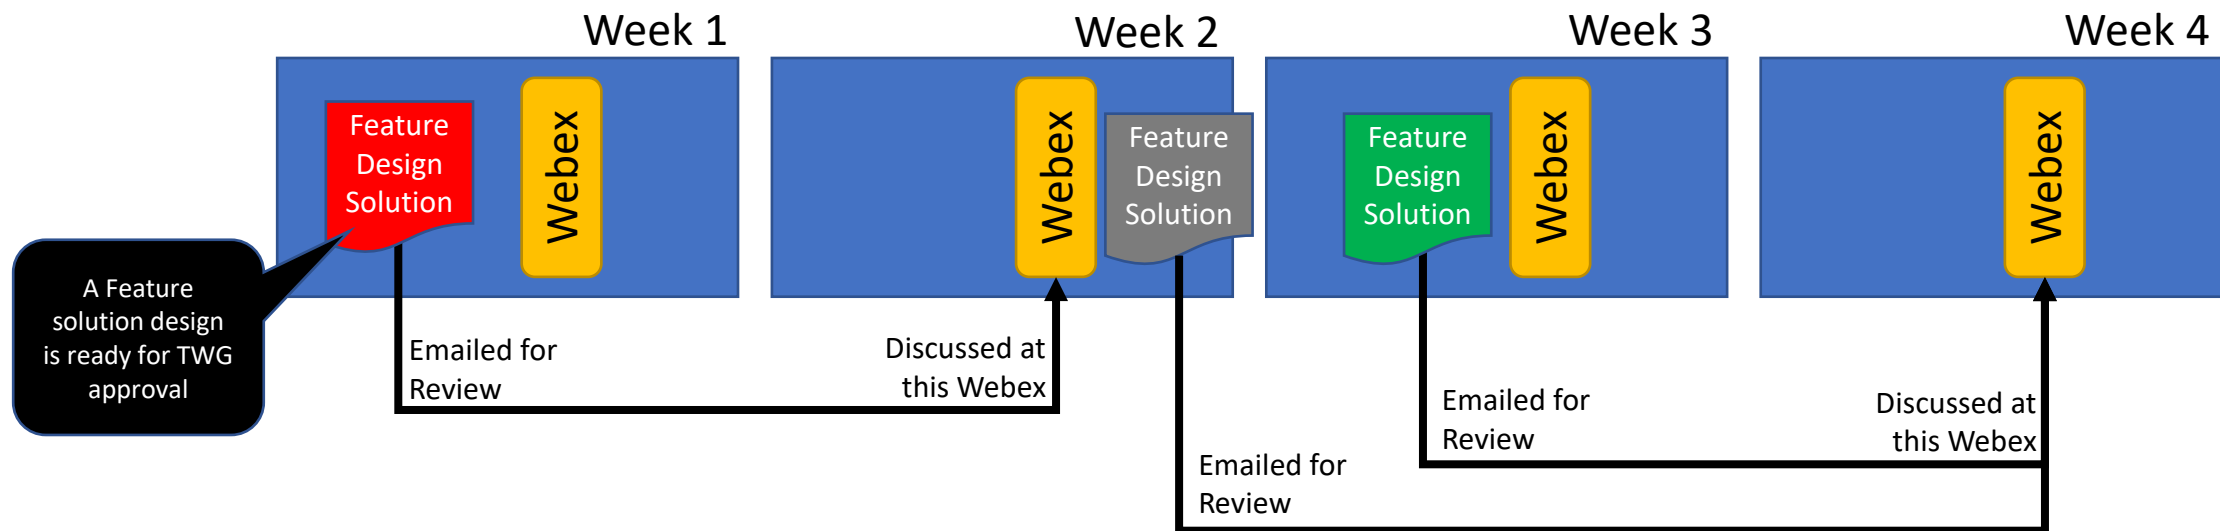 Week 1
Week 2
Week 3
Week 4
Feature
Design
Solution
Webex
Webex
Feature
Design
Solution
Feature
Design
Solution
Webex
Webex
A Feature
solution design
is ready for TWG
approval
Emailed for
Review
Discussed at
this Webex
Emailed for
Review
Discussed at
this Webex
Emailed for
Review